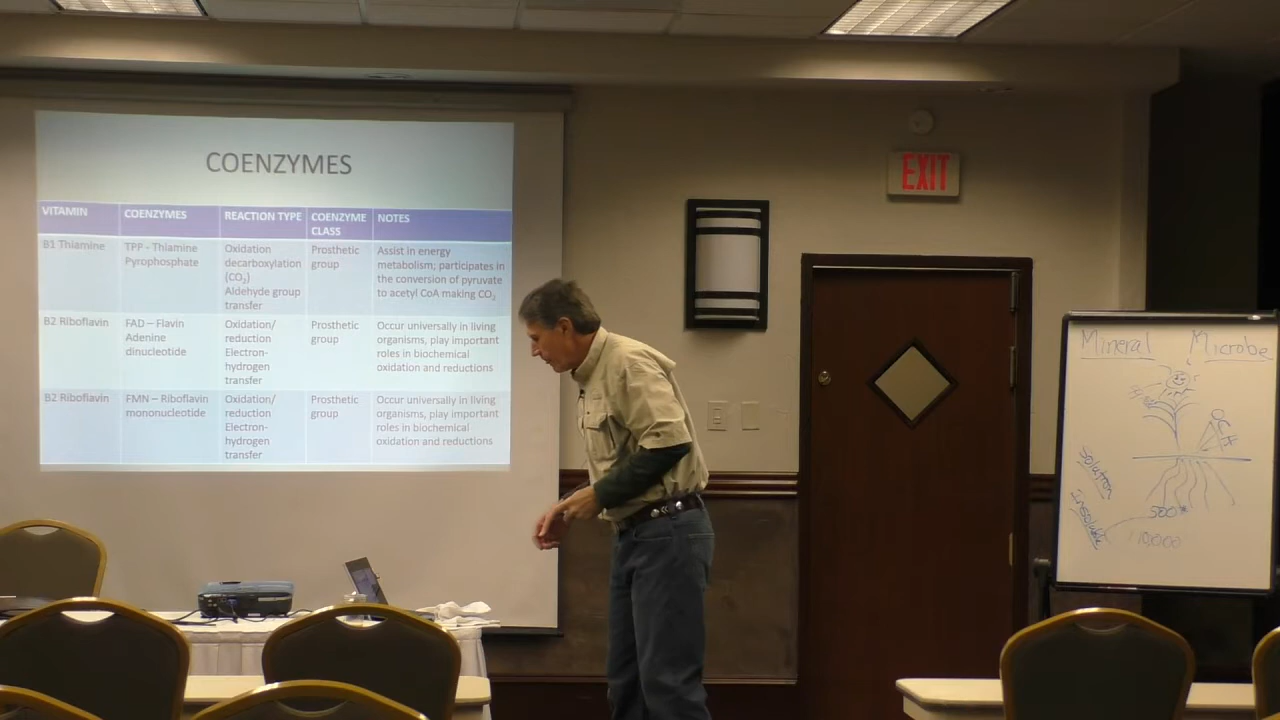 COENZYMES
VITAMIN COENZYMES REACTION TYPE COENZYME CLASS NOTES
B1 Thiamine
TPP - Thiamine
Pyrophosphate
Oxidation
decarboxylation
(CO2)
Aldehyde group
transfer
Prosthetic
group
Assist in energy
metabolism; participates in
the conversion of pyruvate
to acetyl CoA making CO2
B2 Riboflavin
FAD – Flavin
Adenine
dinucleotide
Oxidation/
reduction
Electron-
hydrogen
transfer
Prosthetic
group
Occur universally in living
organisms, play important
roles in biochemical
oxidation and reductions
B2 Riboflavin
FMN – Riboflavin
mononucleotide
Oxidation/
reduction
Electron-
hydrogen
transfer
Prosthetic
group
Occur universally in living
organisms, play important
roles in biochemical
oxidation and reductions
EXIT
Mineral Microbe
Solution
Insoluble
500